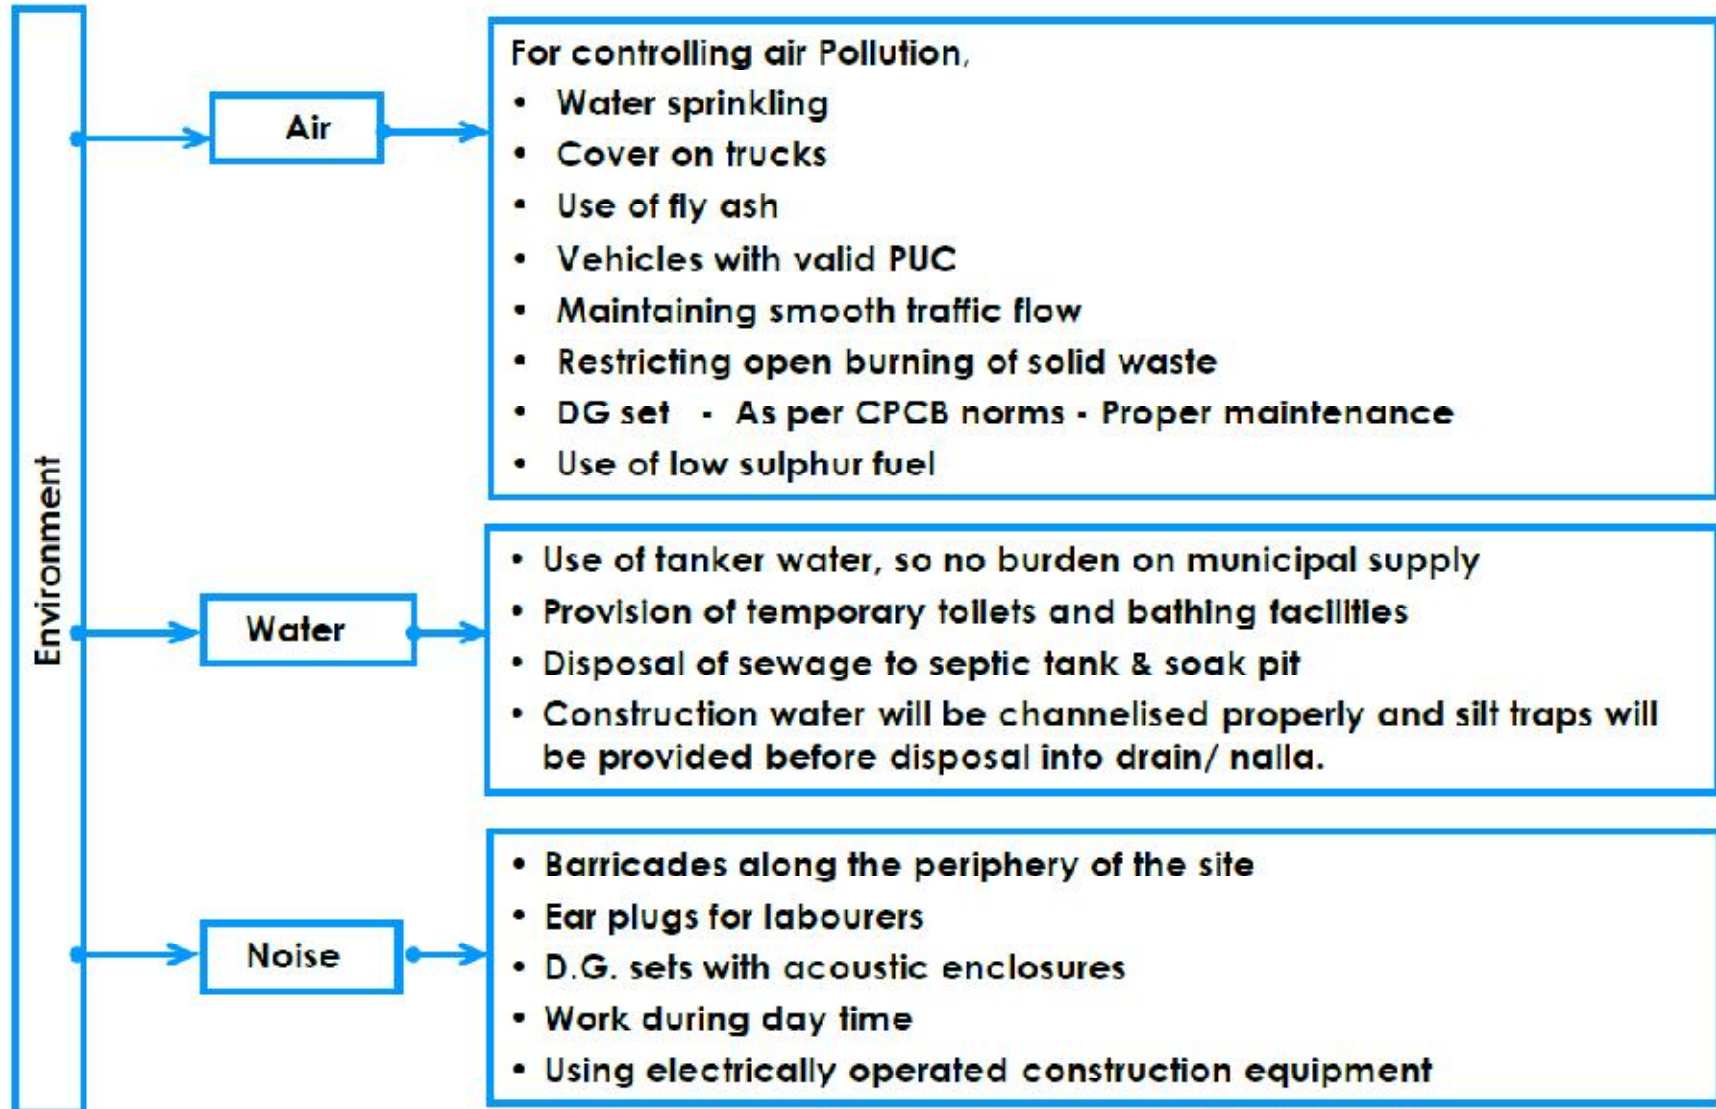 Environment
Air
For controlling air Pollution,
• Water sprinkling
• Cover on trucks
• Use of fly ash
• Vehicles with valid PUC
• Maintaining smooth traffic flow
• Restricting open burning of solid waste
• DG set - As per CPCB norms - Proper maintenance
• Use of low sulphur fuel
Water
• Use of tanker water, so no burden on municipal supply
• Provision of temporary toilets and bathing facilities
• Disposal of sewage to septic tank & soak pit
• Construction water will be channelised properly and silt traps will
be provided before disposal into drain/ nalla.
Noise
• Barricades along the periphery of the site
• Ear plugs for labourers
• D.G. sets with acoustic enclosures
• Work during day time
• Using electrically operated construction equipment